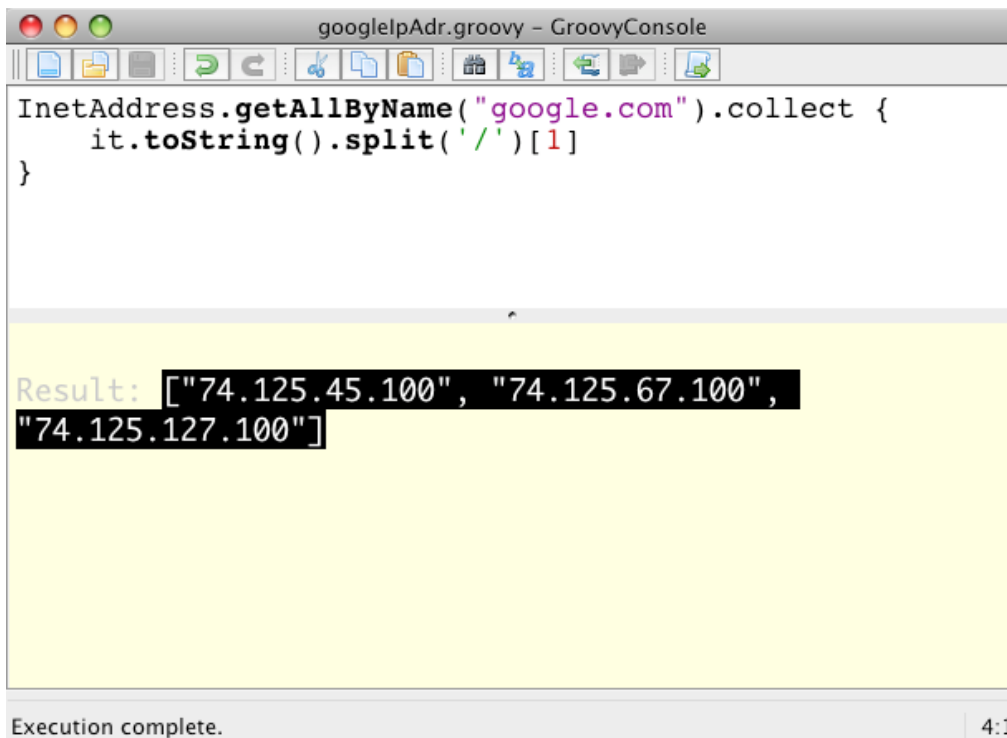 googleIpAdr.groovy – GroovyConsole
InetAddress.getAllByName("google.com").collect {
    it.toString().split('/')[1]
}
Result: ["74.125.45.100", "74.125.67.100",
"74.125.127.100"]
Execution complete.